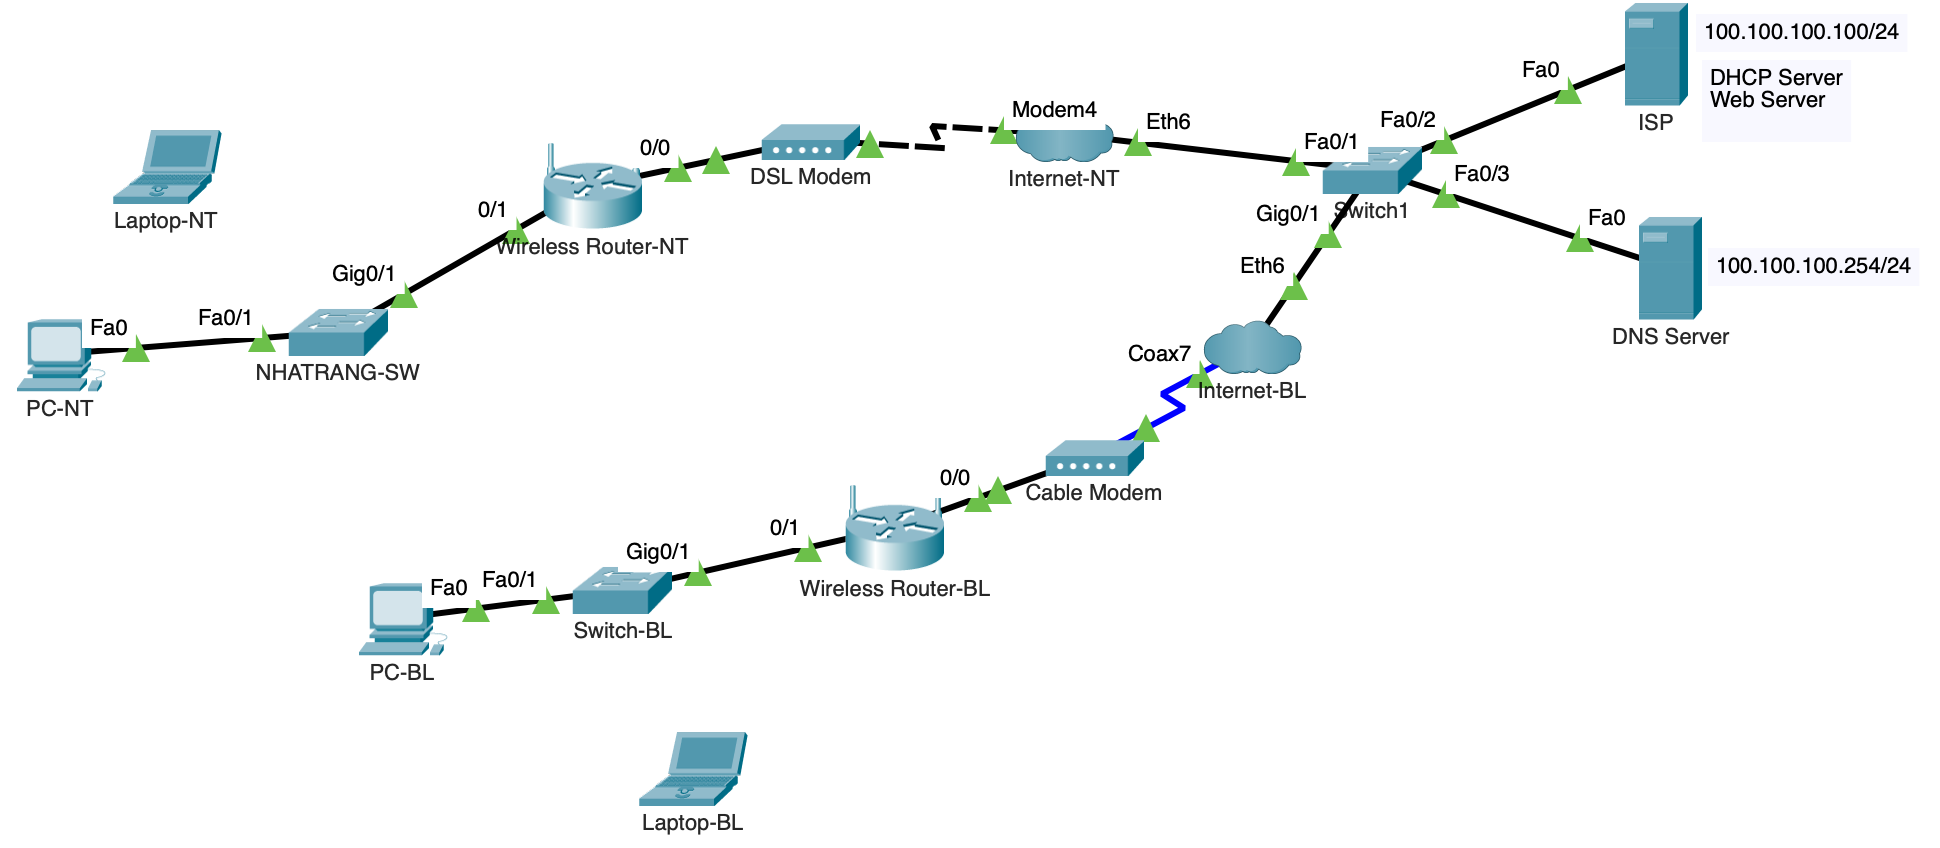 100.100.100.100/24
DHCP Server
Web Server
Fa0
ISP
Fa0/2
Modem4
Eth6
Fa0/1
Internet-NT
Switch1
Fa0/3
Fa0
100.100.100.254/24
DNS Server
0/0
DSL Modem
Laptop-NT
0/1
Wireless Router-NT
Gig0/1
Fa0
Fa0/1
NHATRANG-SW
PC-NT
Gig0/1
Eth6
Coax7
Internet-BL
0/0
Cable Modem
0/1
Wireless Router-BL
Gig0/1
Fa0
Fa0/1
Switch-BL
PC-BL
Laptop-BL